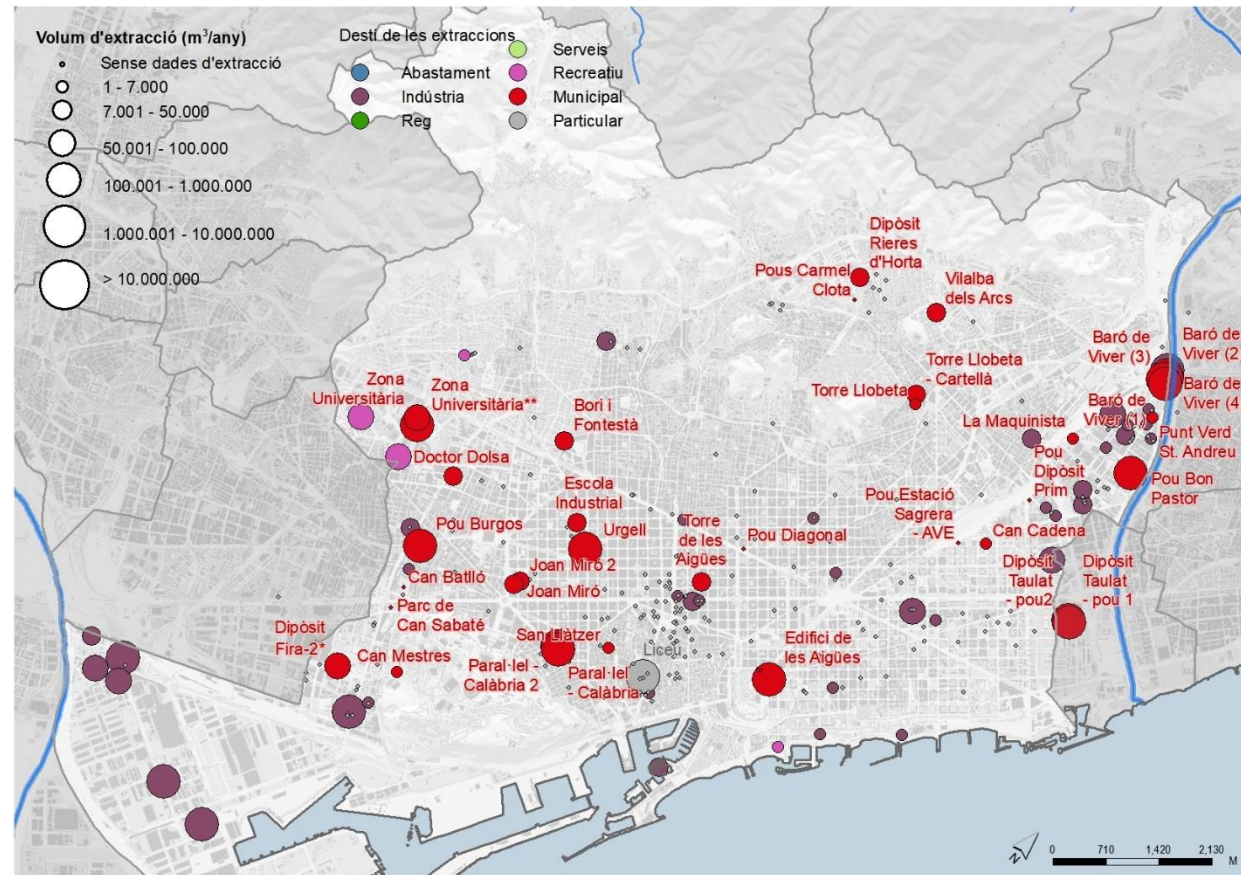 Volum d'extracció (m³/any)
Sense dades d'extracció
1 - 7.000
7.001 - 50.000
50.001 - 100.000
100.001 - 1.000.000
1.000.001 - 10.000.000
> 10.000.000
Destí de les extraccions
Abastament
Indústria
Reg
Serveis
Recreatiu
Municipal
Particular
Dipòsit
Rieres
d'Horta
Pous Carmel
Clota
Vilalba
dels Arcs
Baró de
Viver (3)
Baró de
Viver (2)
Torre Llobeta
- Cartellà
Torre Llobeta
Baró de
Viver (4)
Baró de
Viver (1)
La Maquinista
Punt Verd
St. Andreu
Zona
Universitària
Zona
Universitària**
Bori i
Fontestà
Doctor Dolsa
Pou
Dipòsit
Prim
Pou Bon
Pastor
Escola
Industrial
Urgell
Pou Estació
Sagrera
- AVE
Can Cadena
Pou Burgos
Torre
de les
Aigües
Pou Diagonal
Joan Miró 2
Joan Miró
Can Batlló
Dipòsit
Taulat
- pou2
Dipòsit
Taulat
- pou 1
Parc de
Can Sabaté
Dipòsit
Fira-2*
Can Mestres
San Llàtzer
Liceu
Edifici de
les Aigües
Paral·lel -
Calàbria 2
Paral·lel
- Calàbria
N
0 710 1,420 2,130
M